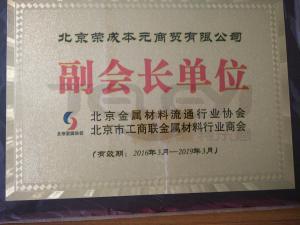 北京荣成本元商贸有限公司
副会长单位
北京金属材料流通行业协会
北京市工商联金属材料行业商会
(有效期：2016年3月—2019年3月)